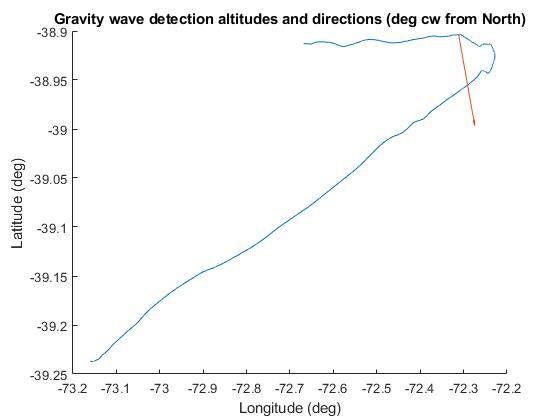 Gravity wave detection altitudes and directions (deg cw from North)
-38.9
-38.95
-39
-39.05
-39.1
-39.15
-39.2
-39.25
Latitude (deg)
-73.2 -73.1 -73 -72.9 -72.8 -72.7 -72.6 -72.5 -72.4 -72.3 -72.2
Longitude (deg)